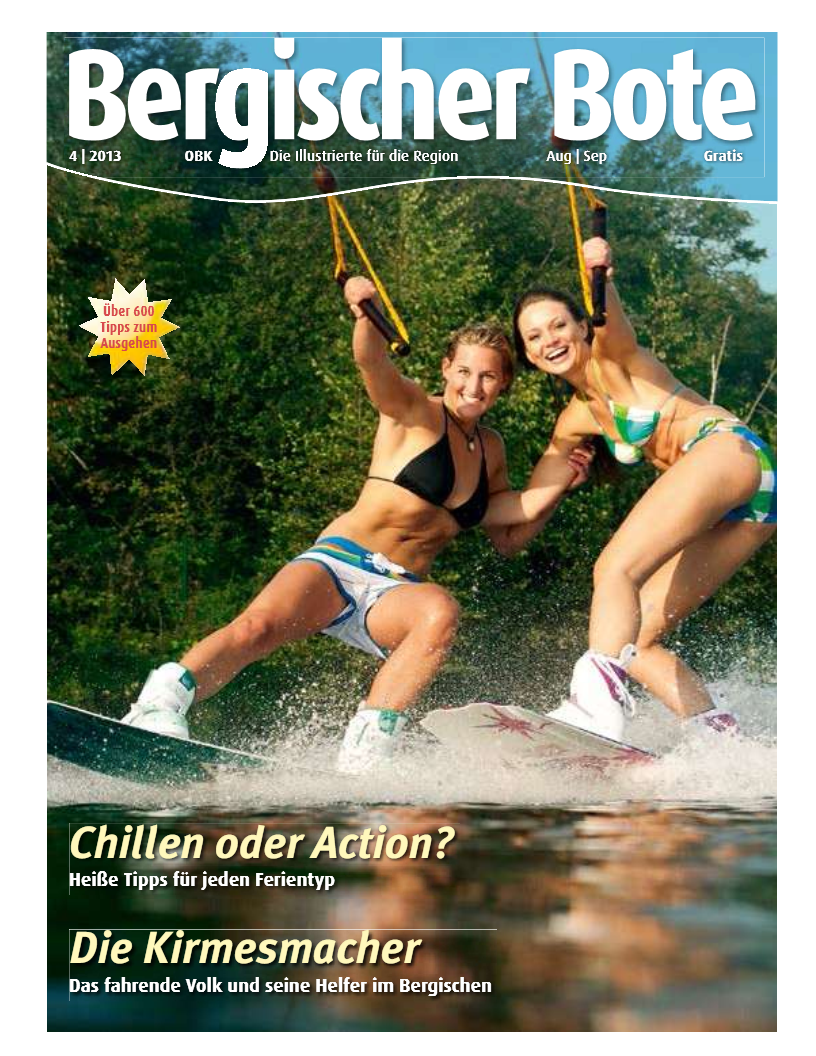 Bergischer Bote
4 | 2013 OBK Die Illustrierte für die Region Aug | Sep Gratis
Über 600
Tipps zum
Ausgehen
Chillen oder Action?
Heiße Tipps für jeden Ferientyp
Die Kirmesmacher
Das fahrende Volk und seine Helfer im Bergischen